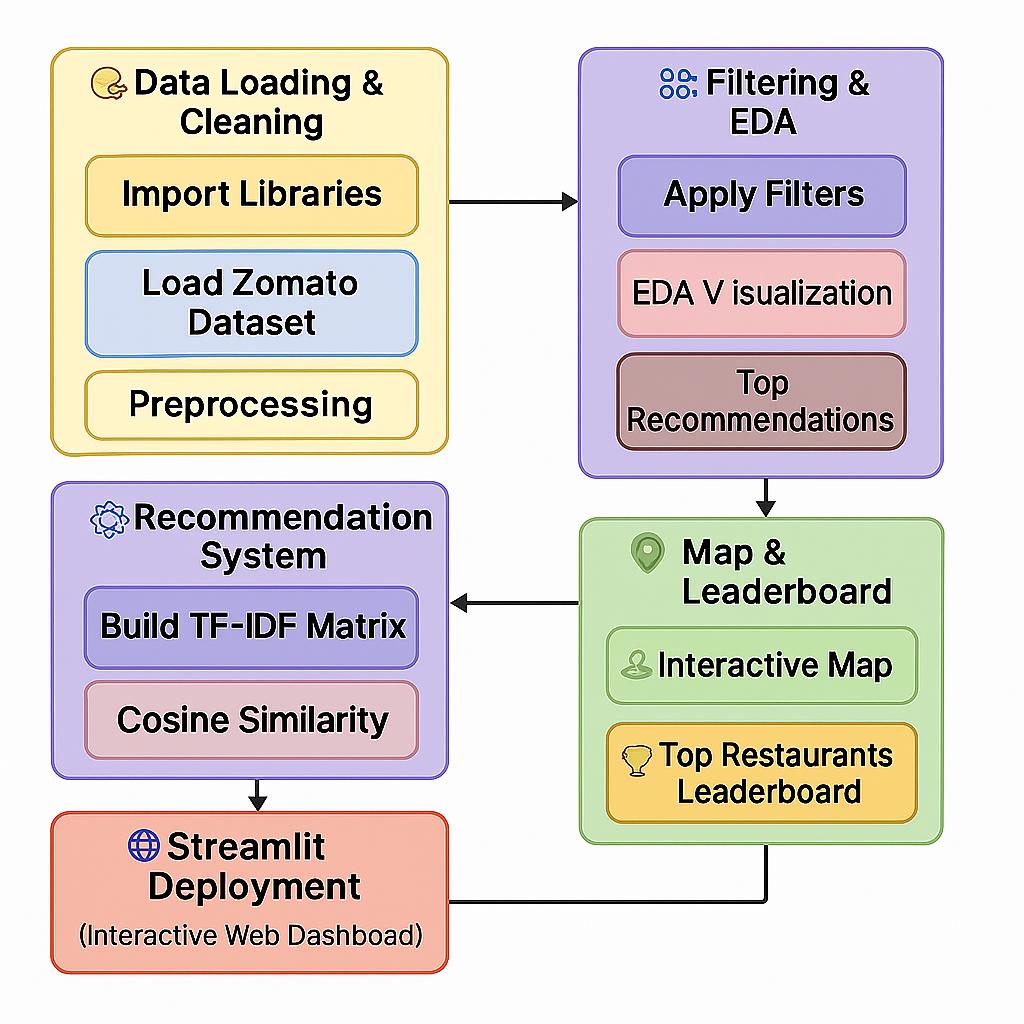 Data Loading &
Cleaning
Import Libraries
Load Zomato
Dataset
Preprocessing
Filtering &
EDA
Apply Filters
EDA V isualization
Top
Recommendations
Map &
Leaderboard
Interactive Map
Top Restaurants
Leaderboard
Recommendation
System
Build TF-IDF Matrix
Cosine Similarity
Streamlit
Deployment
(Interactive Web Dashboad)